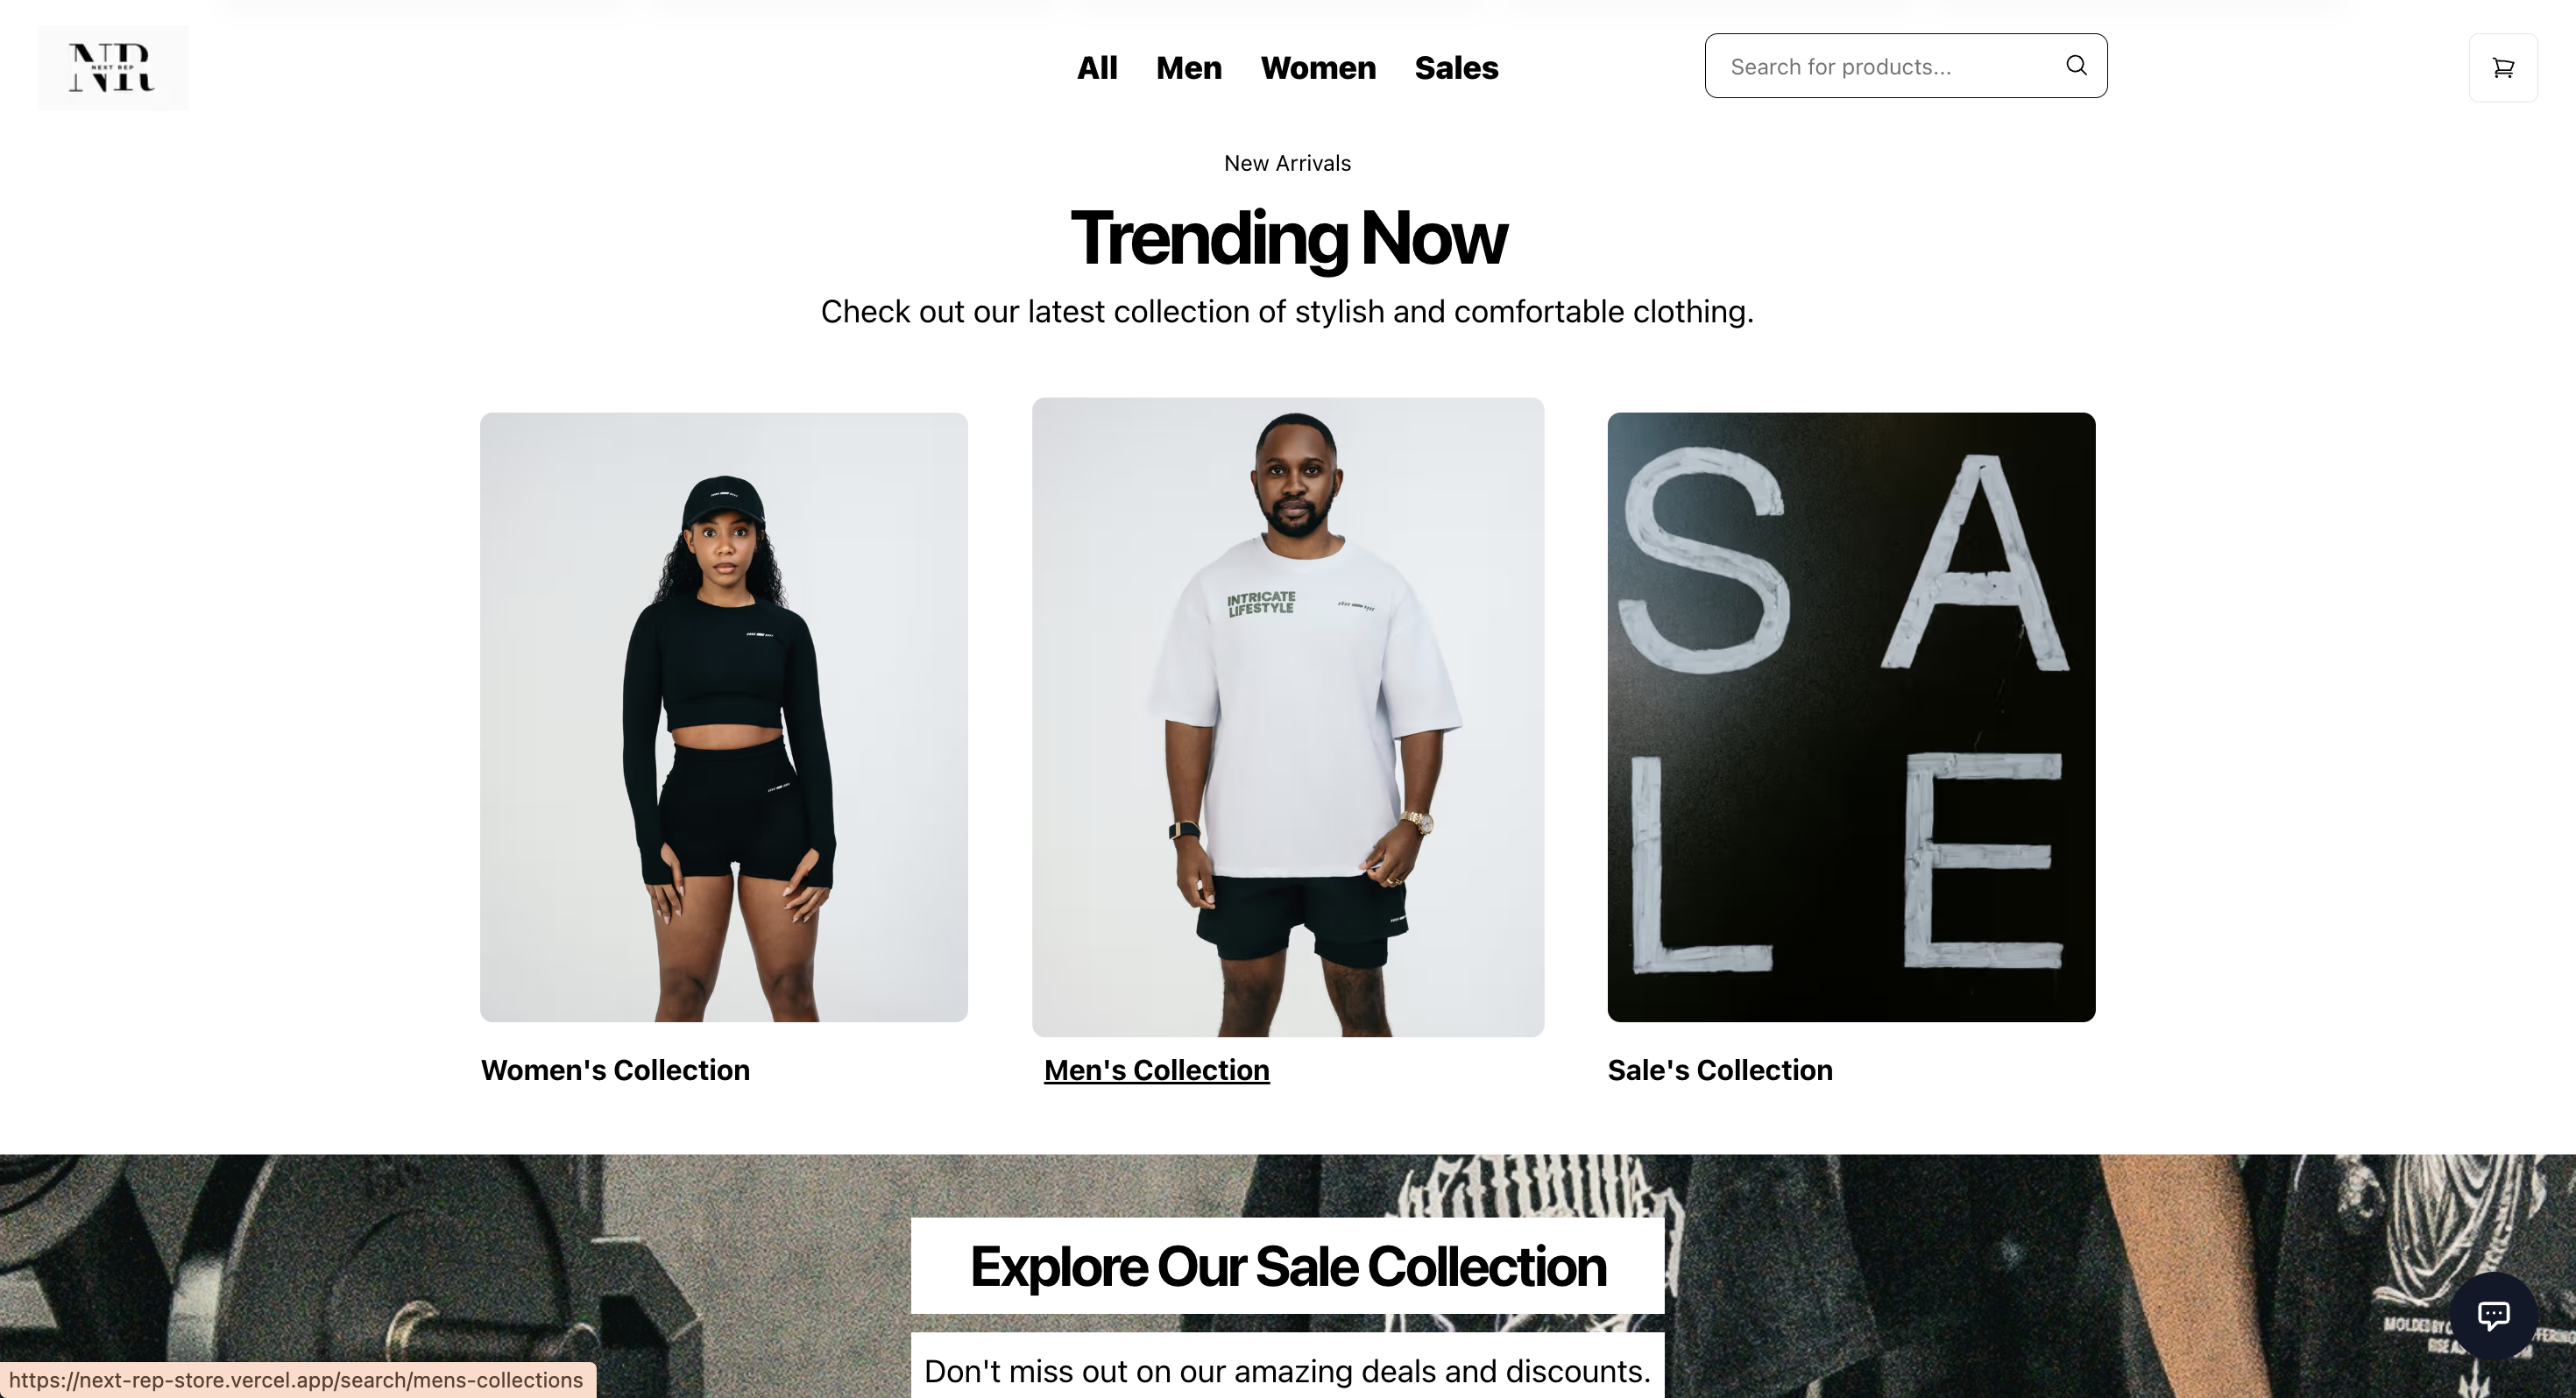 NR
NEXT REP
All Men Women Sales
Search for products...
New Arrivals
Trending Now
Check out our latest collection of stylish and comfortable clothing.
INTRICATE
LIFESTYLE
S A
L E
Women's Collection
Men's Collection
Sale's Collection
Explore Our Sale Collection
Don't miss out on our amazing deals and discounts.
MOLDED BY
https://next-rep-store.vercel.app/search/mens-collections